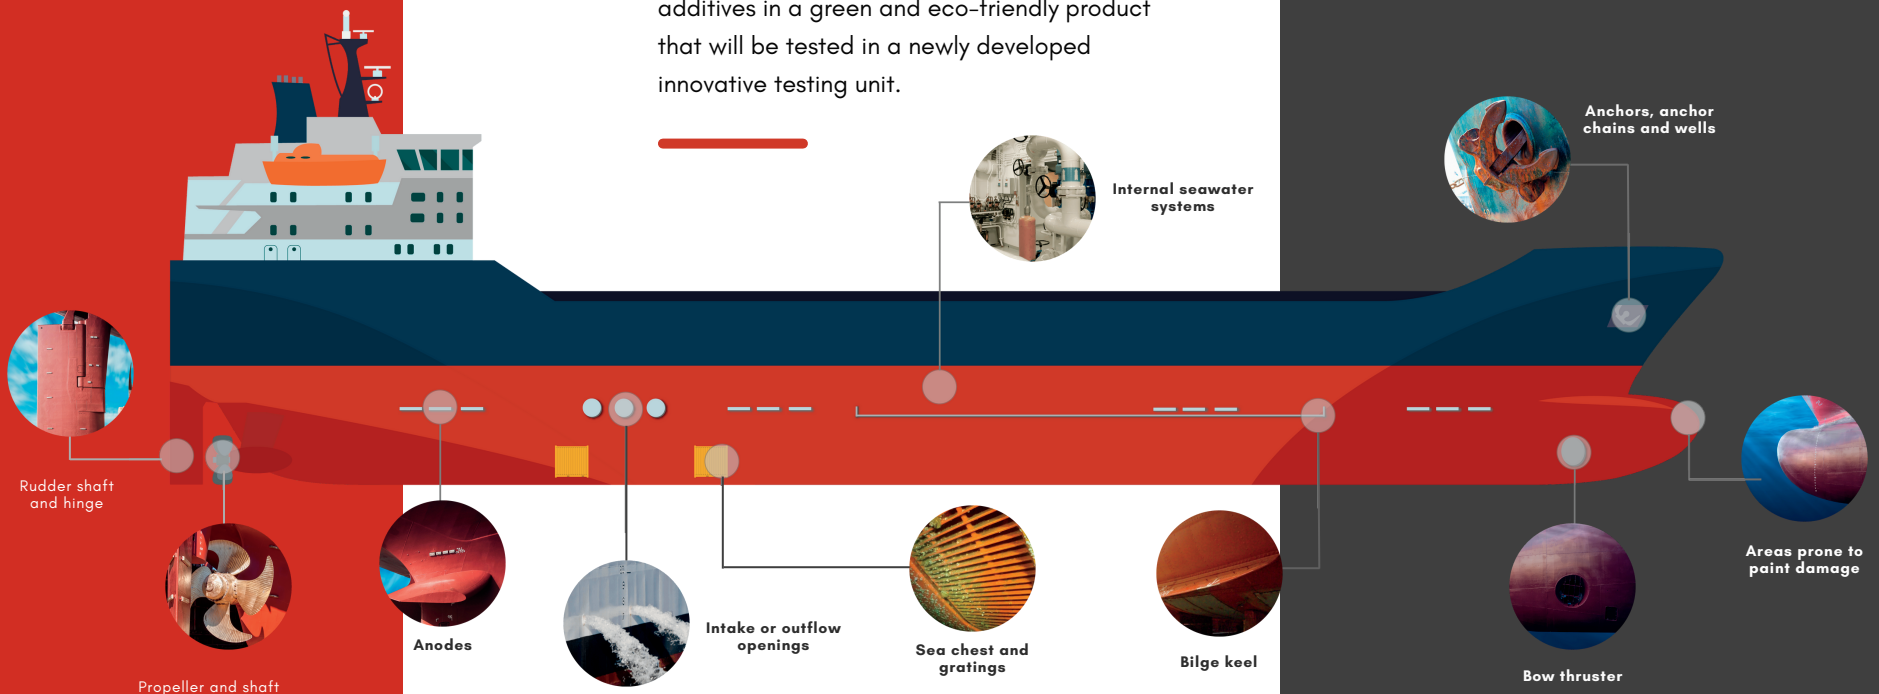 additives in a green and eco-friendly product
that will be tested in a newly developed
innovative testing unit.
Anchors, anchor
chains and wells
Internal seawater
systems
Rudder shaft
and hinge
Areas prone to
paint damage
Intake or outflow
openings
Anodes
Sea chest and
gratings
Bilge keel
Bow thruster
Propeller and shaft